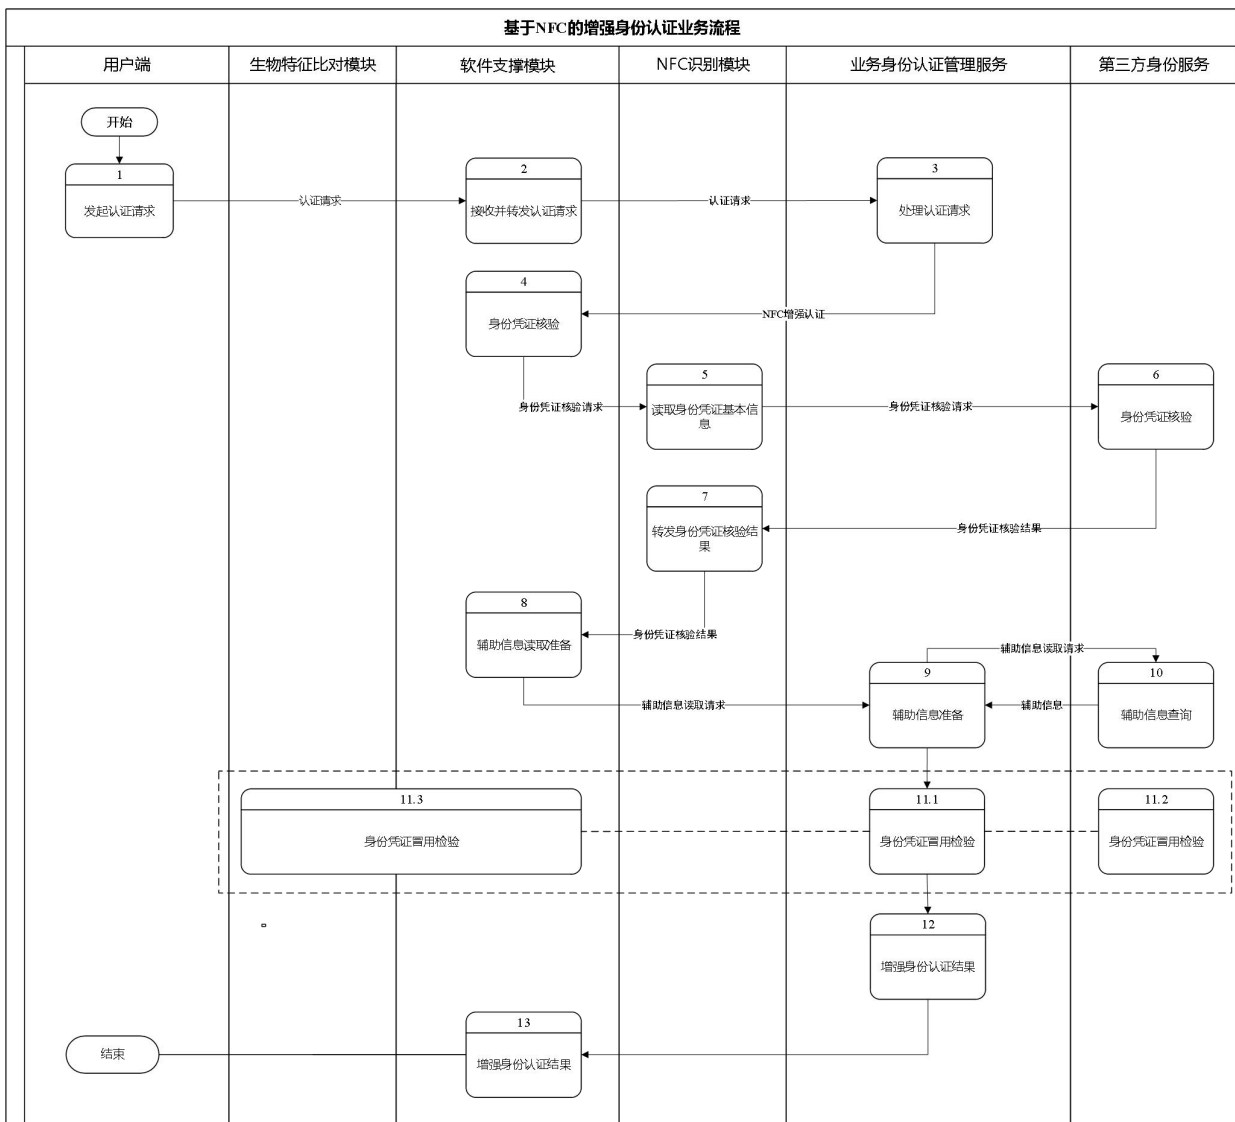 基于NFC的增强身份认证业务流程
用户端
生物特征比对模块
软件支撑模块
NFC识别模块
业务身份认证管理服务
第三方身份服务
开始
1
发起认证请求
认证请求
2
接收并转发认证请求
认证请求
3
处理认证请求
NFC增强认证
4
身份凭证核验
身份凭证核验请求
5
读取身份凭证基本信
息
身份凭证核验请求
6
身份凭证核验
身份凭证核验结果
7
转发身份凭证核验结
果
身份凭证核验结果
8
辅助信息读取准备
辅助信息读取请求
9
辅助信息准备
辅助信息读取请求
10
辅助信息查询
辅助信息
11.3
身份凭证冒用检验
11.1
身份凭证冒用检验
11.2
身份凭证冒用检验
12
增强身份认证结果
13
增强身份认证结果
结束